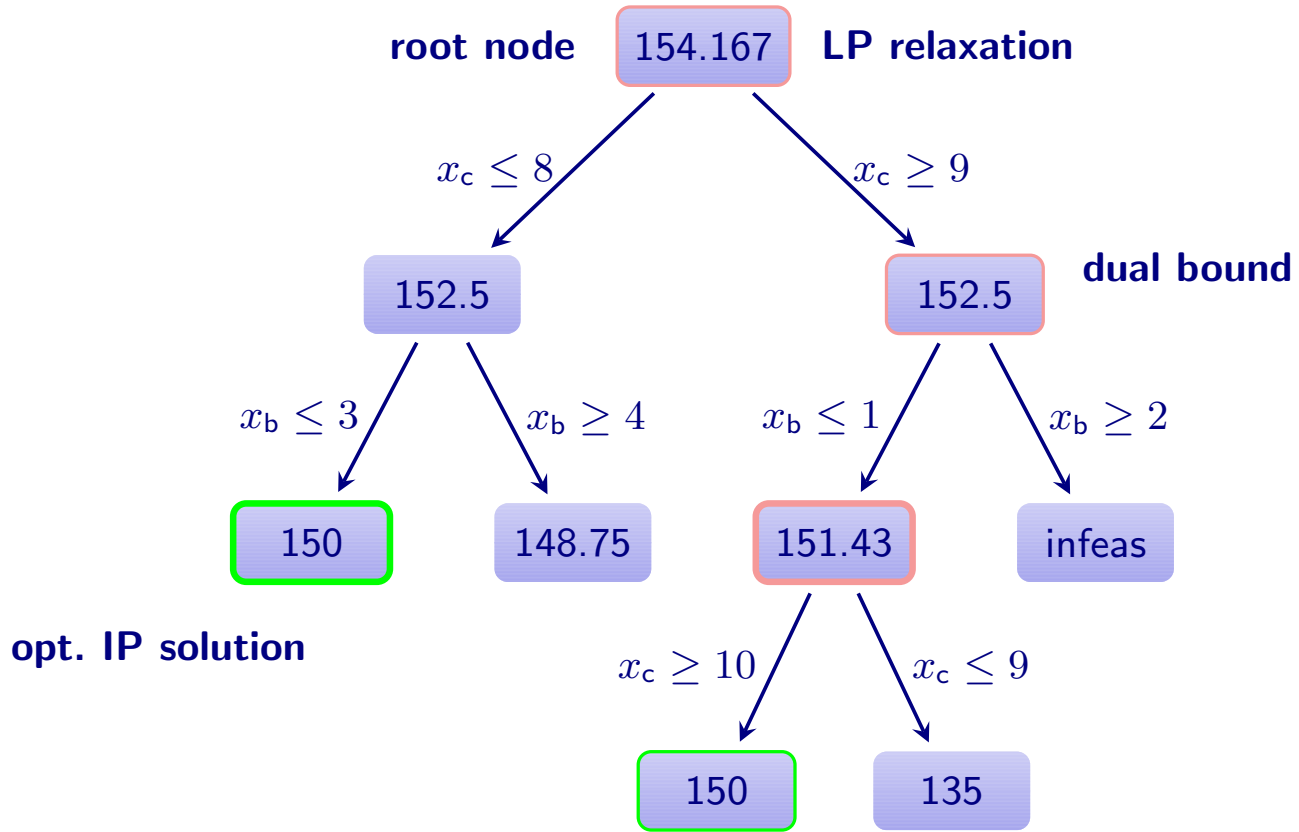 root node 154.167 LP relaxation
x_c ≤ 8 x_c ≥ 9
152.5 152.5 dual bound
x_b ≤ 3 x_b ≥ 4 x_b ≤ 1 x_b ≥ 2
150 148.75 151.43 infeas
opt. IP solution
x_c ≥ 10 x_c ≤ 9
150 135